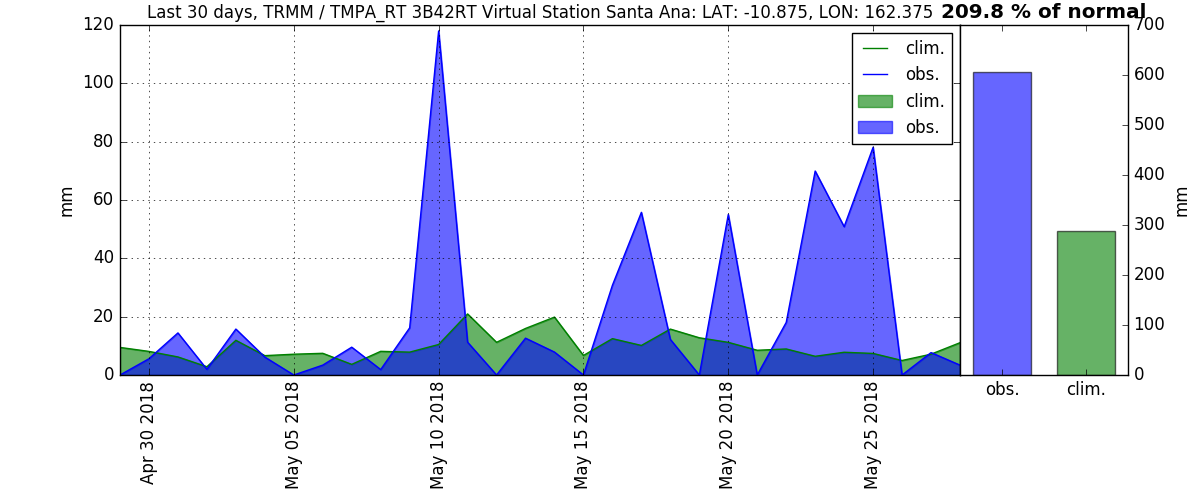 Last 30 days, TRMM / TMPA_RT 3B42RT Virtual Station Santa Ana: LAT: -10.875, LON: 162.375 209.8 % of normal
120
100
80
60
40
20
0
mm
clim.
obs.
clim.
obs.
700
600
500
400
300
200
100
0
mm
obs.
clim.
Apr 30 2018
May 05 2018
May 10 2018
May 15 2018
May 20 2018
May 25 2018